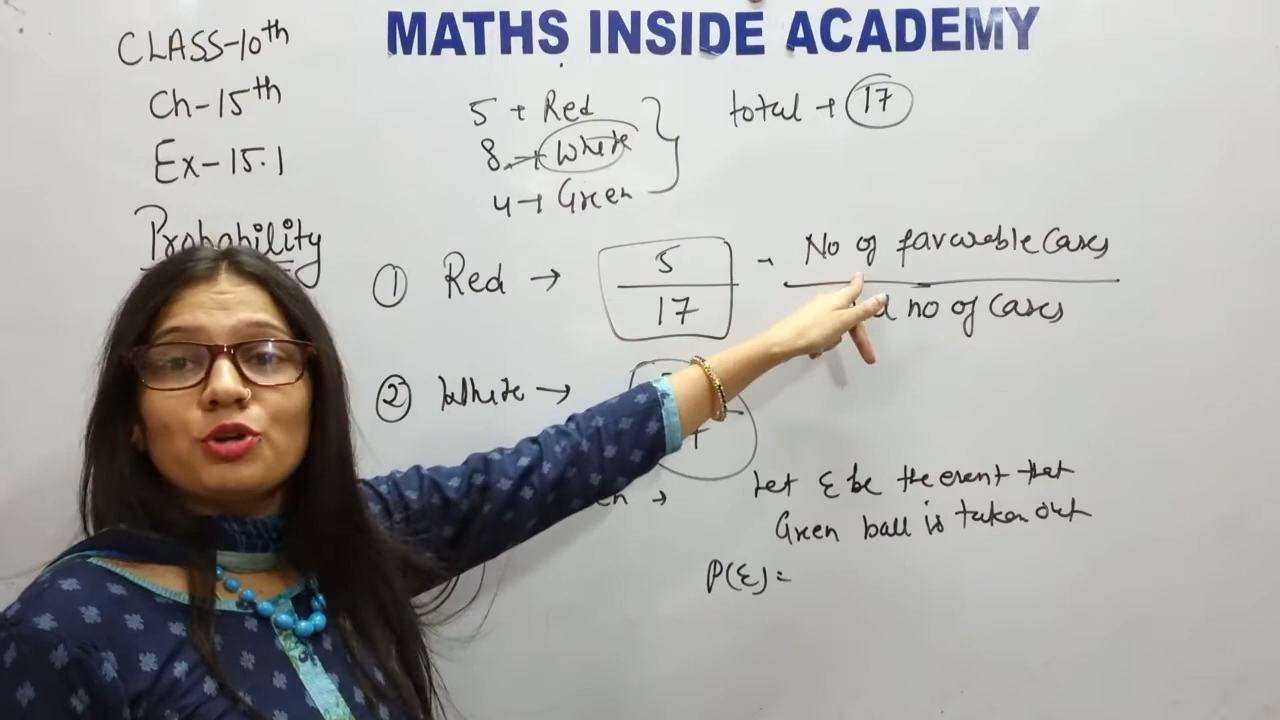 MATHS INSIDE ACADEMY
CLASS-10th
Ch-15th
Ex-15.1
Probability
5 → Red
8 → White
4 → Green
total → 17
① Red → 5/17 - No of favourable Cases
no of Cases
② White →
→ Let E be the event that
Green ball is taken out
P(E) =